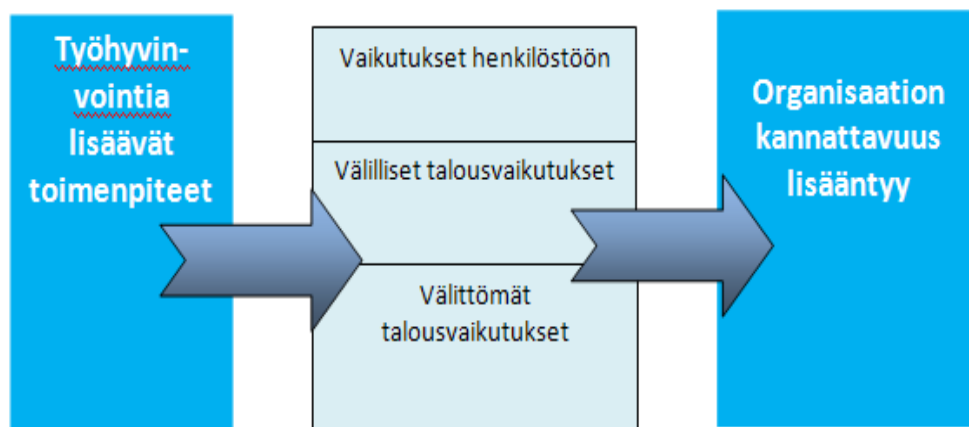 Työhyvin-
vointia
lisäävät
toimenpiteet
Vaikutukset henkilöstöön
Välilliset talousvaikutukset
Välittömät
talousvaikutukset
Organisaation
kannattavuus
lisääntyy